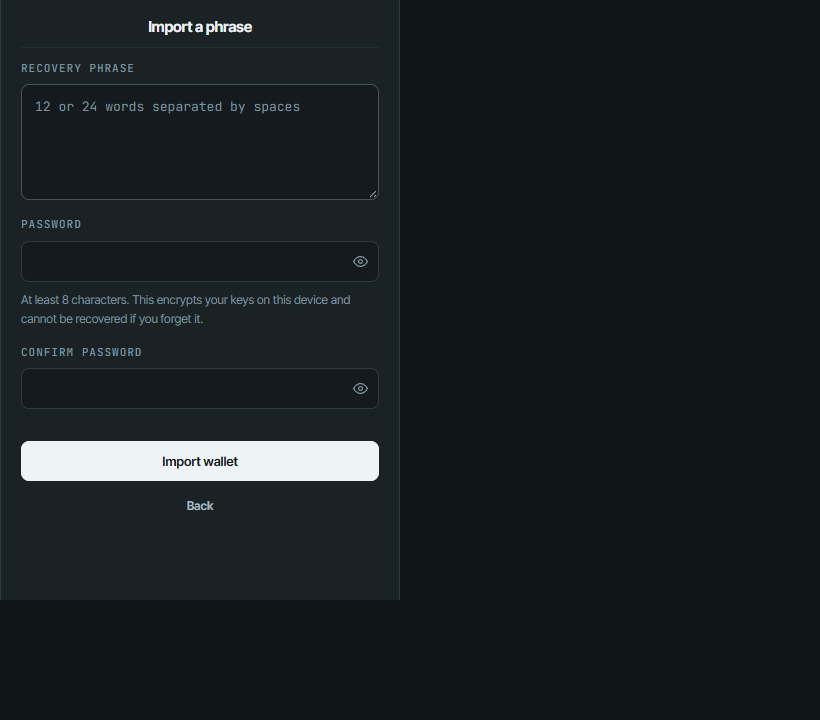 Import a phrase
RECOVERY PHRASE
12 or 24 words separated by spaces
PASSWORD
At least 8 characters. This encrypts your keys on this device and
cannot be recovered if you forget it.
CONFIRM PASSWORD
Import wallet
Back